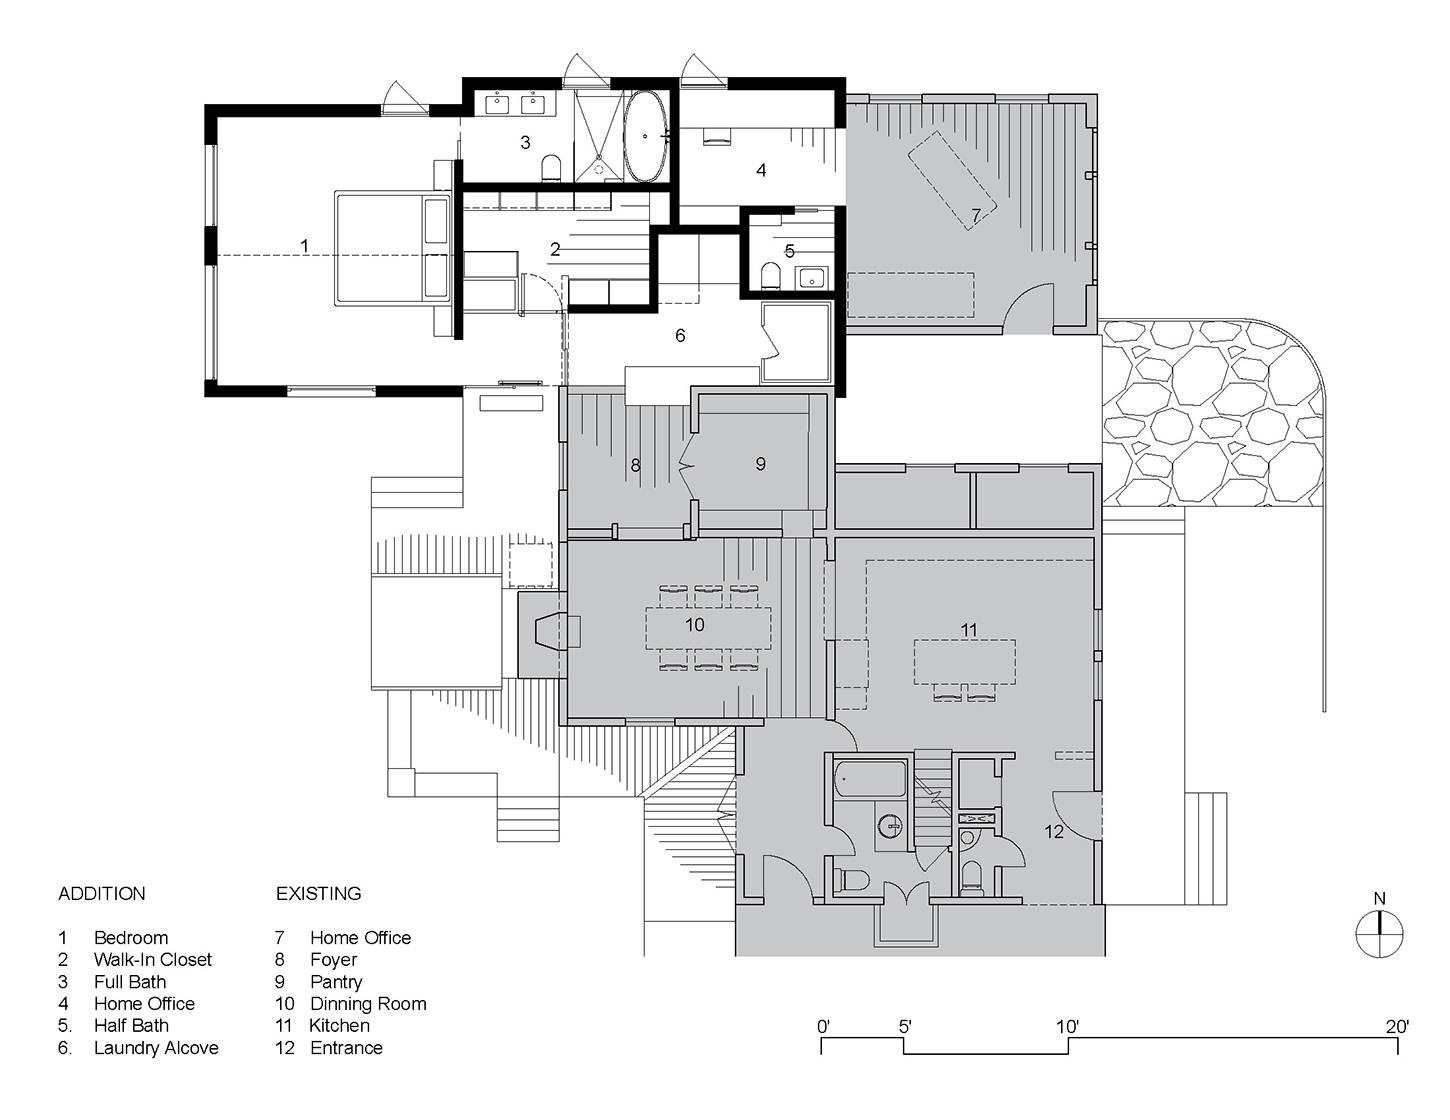 3
4
7
1
2
5
6
8
9
10
11
12
ADDITION
1 Bedroom
2 Walk-In Closet
3 Full Bath
4 Home Office
5. Half Bath
6. Laundry Alcove
EXISTING
7 Home Office
8 Foyer
9 Pantry
10 Dinning Room
11 Kitchen
12 Entrance
N
0' 5' 10' 20'